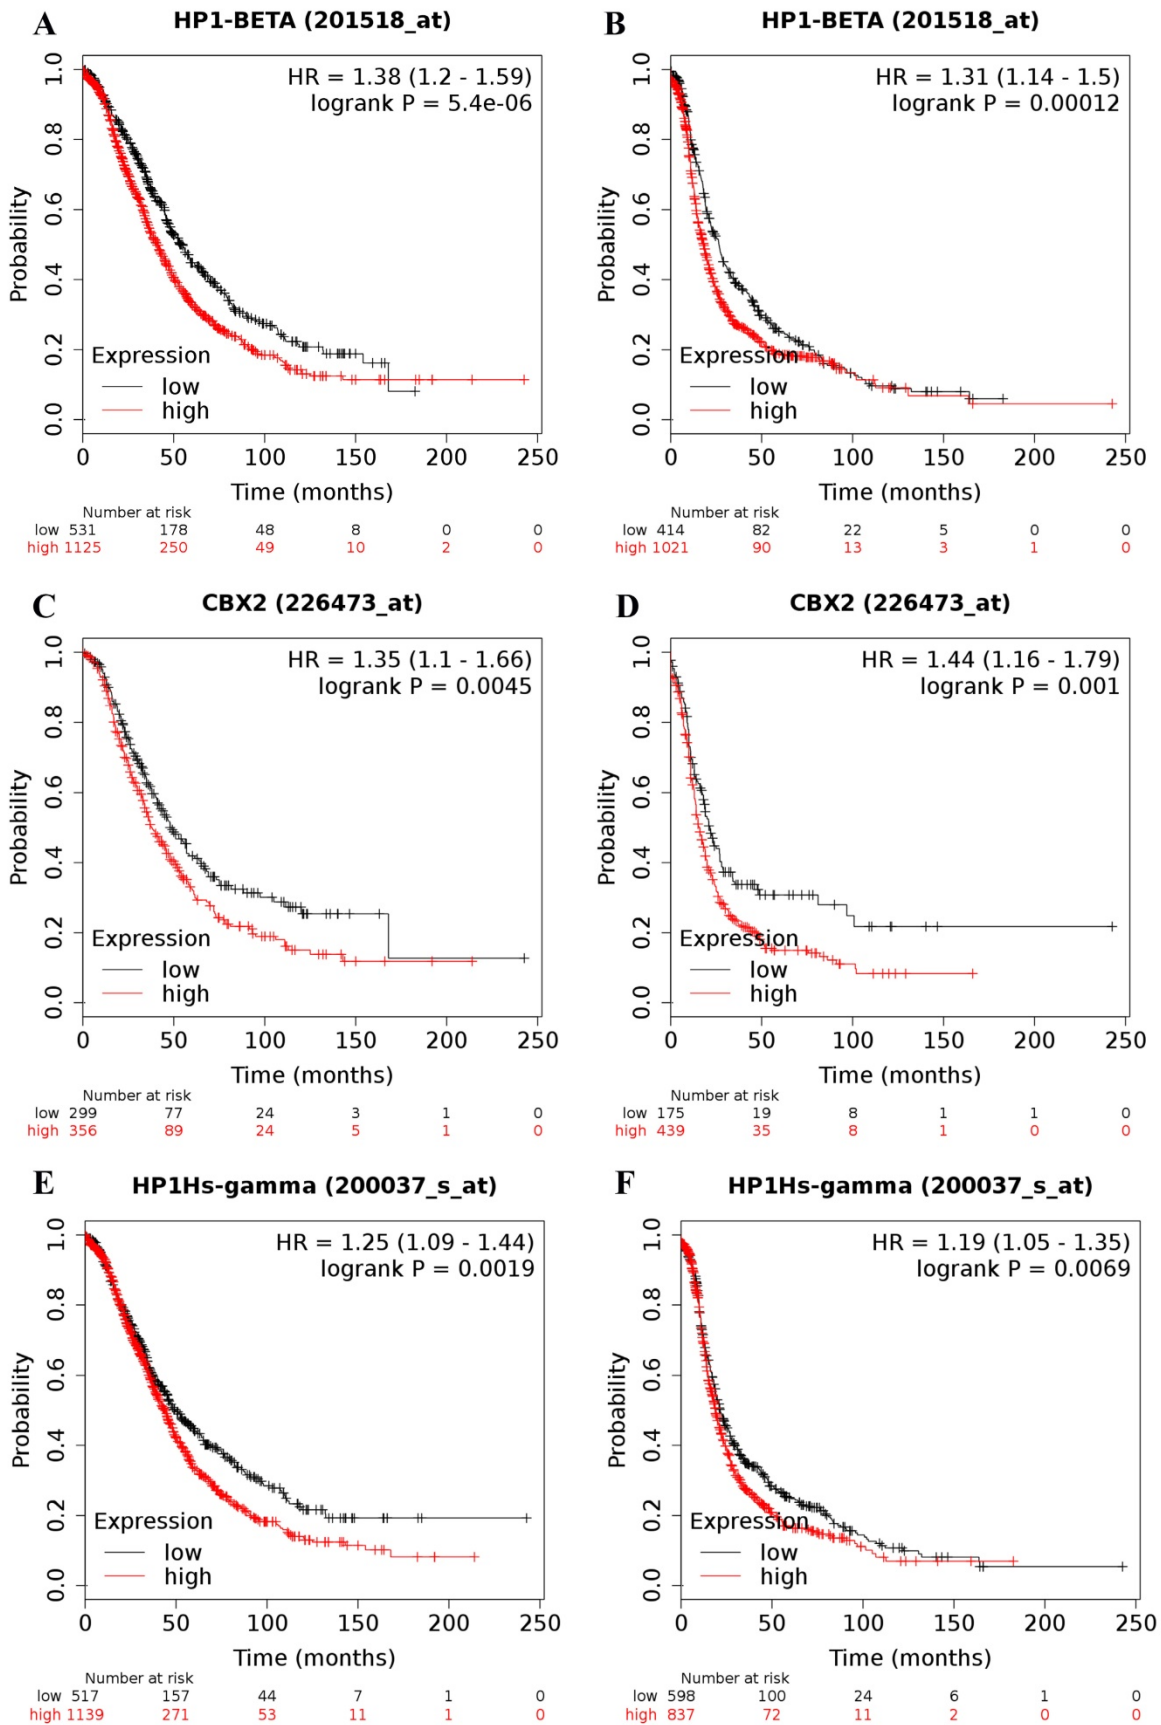 A
HP1-BETA (201518_at)
HR = 1.38 (1.2 - 1.59)
logrank P = 5.4e-06
Probability
1.0
0.8
0.6
0.4
0.2
0.0
Expression
low
high
0 50 100 150 200 250
Time (months)
Number at risk
low 531 178 48 8 0 0
high 1125 250 49 10 2 0
B
HP1-BETA (201518_at)
HR = 1.31 (1.14 - 1.5)
logrank P = 0.00012
Probability
1.0
0.8
0.6
0.4
0.2
0.0
Expression
low
high
0 50 100 150 200 250
Time (months)
Number at risk
low 414 82 22 5 0 0
high 1021 90 13 3 1 0
C
CBX2 (226473_at)
HR = 1.35 (1.1 - 1.66)
logrank P = 0.0045
Probability
1.0
0.8
0.6
0.4
0.2
0.0
Expression
low
high
0 50 100 150 200 250
Time (months)
Number at risk
low 299 77 24 3 1 0
high 356 89 24 5 1 0
D
CBX2 (226473_at)
HR = 1.44 (1.16 - 1.79)
logrank P = 0.001
Probability
1.0
0.8
0.6
0.4
0.2
0.0
Expression
low
high
0 50 100 150 200 250
Time (months)
Number at risk
low 175 19 8 1 1 0
high 439 35 8 1 0 0
E
HP1Hs-gamma (200037_s_at)
HR = 1.25 (1.09 - 1.44)
logrank P = 0.0019
Probability
1.0
0.8
0.6
0.4
0.2
0.0
Expression
low
high
0 50 100 150 200 250
Time (months)
Number at risk
low 517 157 44 7 1 0
high 1139 271 53 11 1 0
F
HP1Hs-gamma (200037_s_at)
HR = 1.19 (1.05 - 1.35)
logrank P = 0.0069
Probability
1.0
0.8
0.6
0.4
0.2
0.0
Expression
low
high
0 50 100 150 200 250
Time (months)
Number at risk
low 598 100 24 6 1 0
high 837 72 11 2 0 0